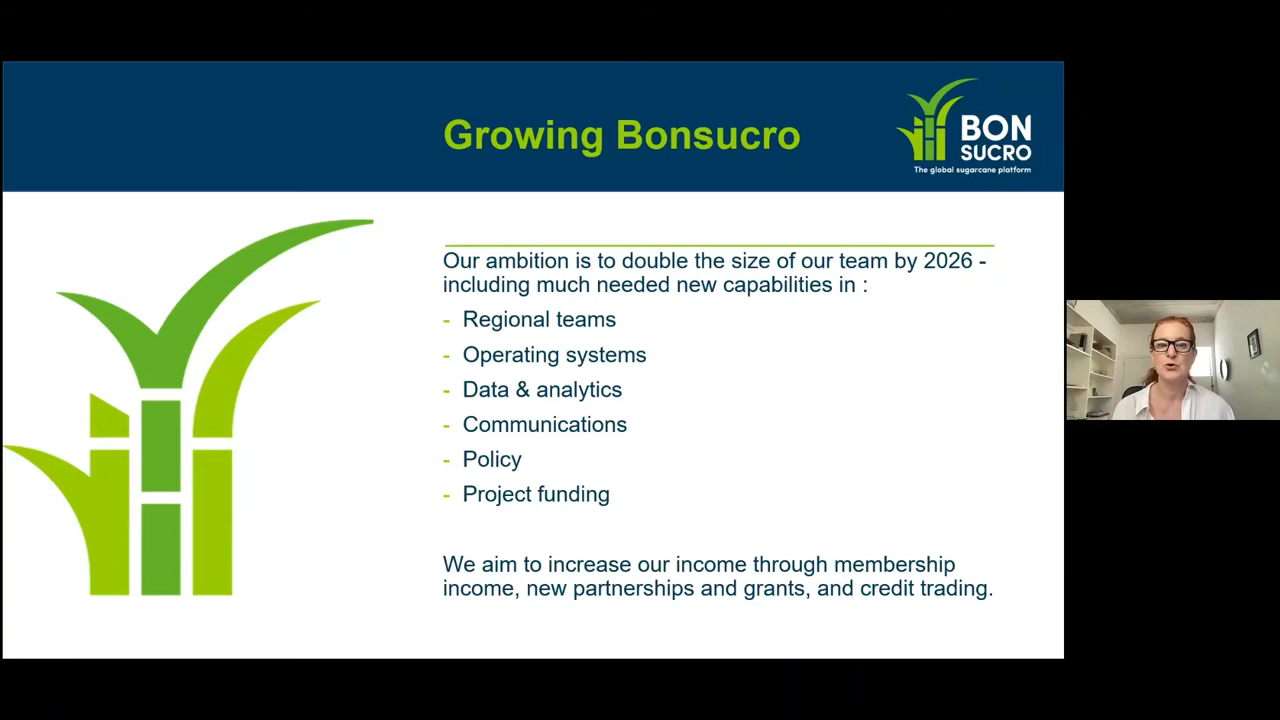 Growing Bonsucro
BON
SUCRO
The global sugarcane platform
Our ambition is to double the size of our team by 2026 -
including much needed new capabilities in :
- Regional teams
- Operating systems
- Data & analytics
- Communications
- Policy
- Project funding
We aim to increase our income through membership
income, new partnerships and grants, and credit trading.